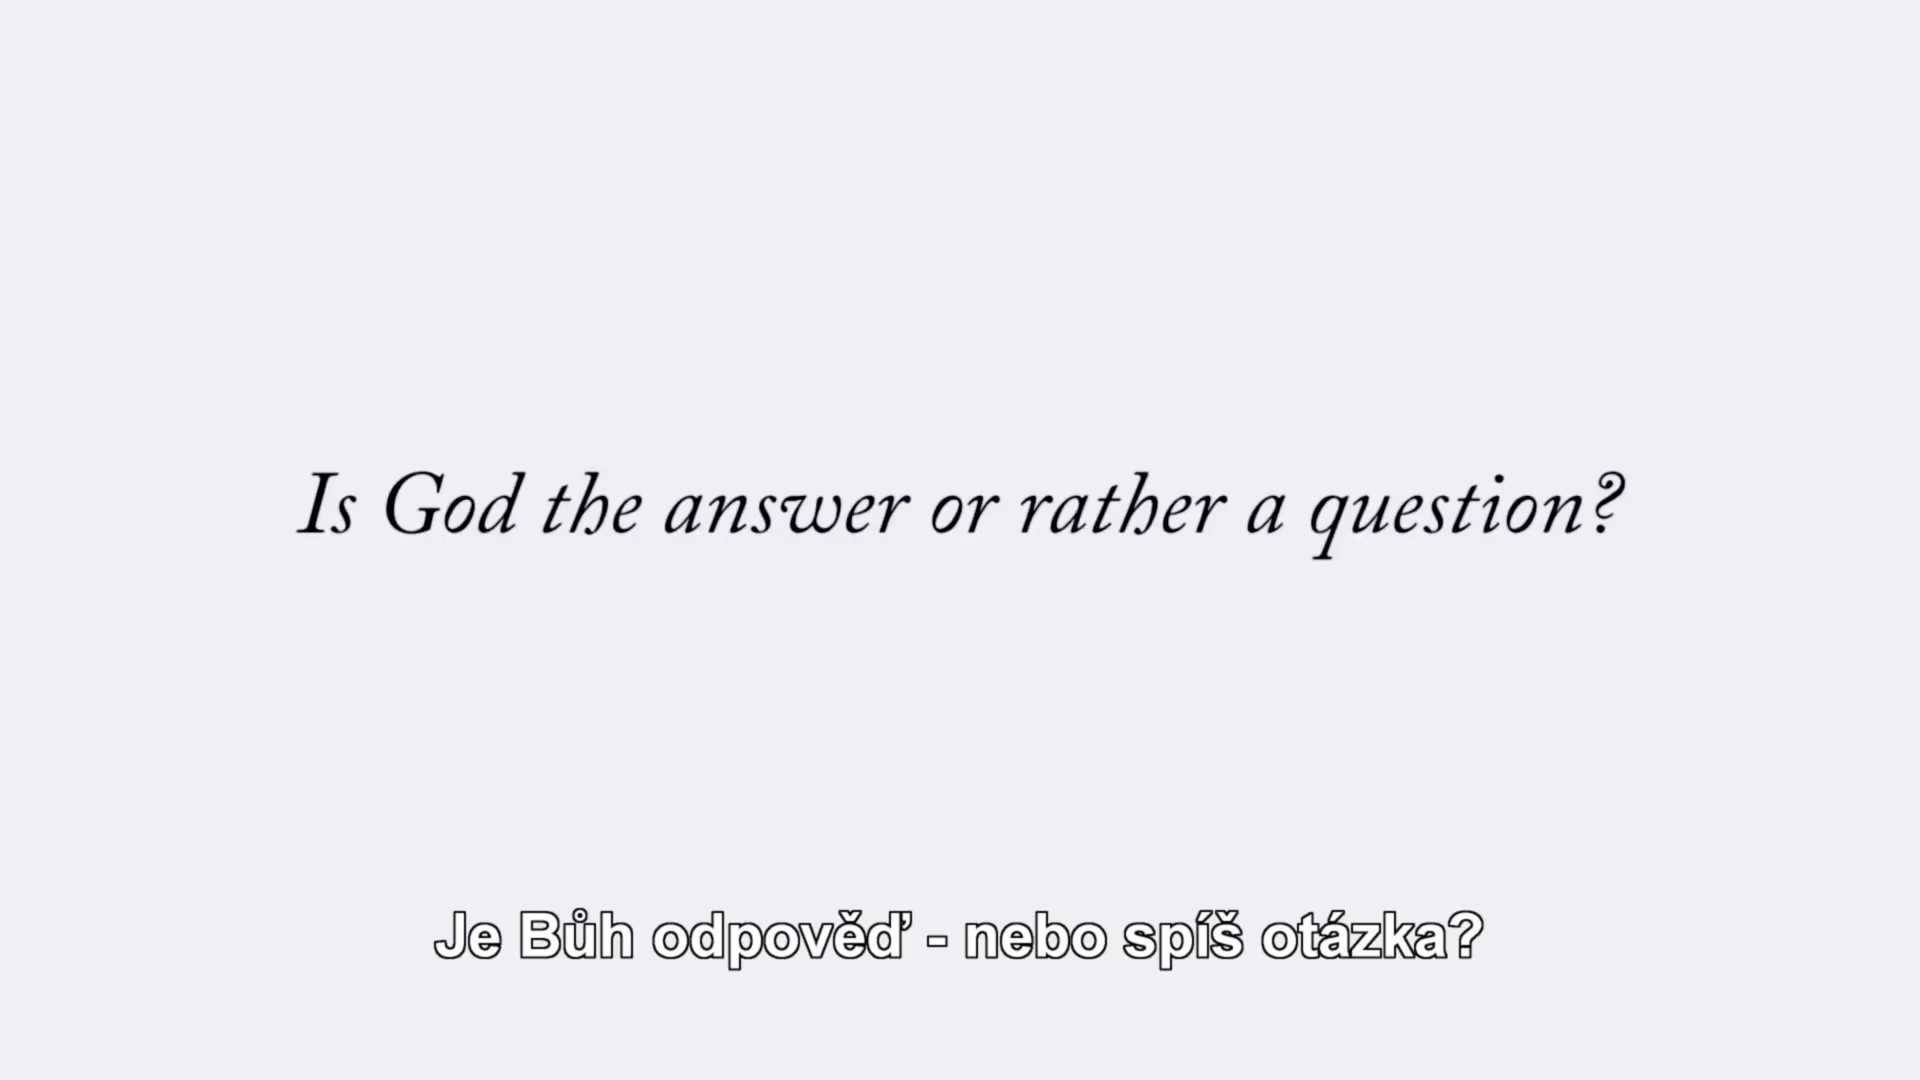 Is God the answer or rather a question?
Je Bůh odpověď - nebo spíš otázka?